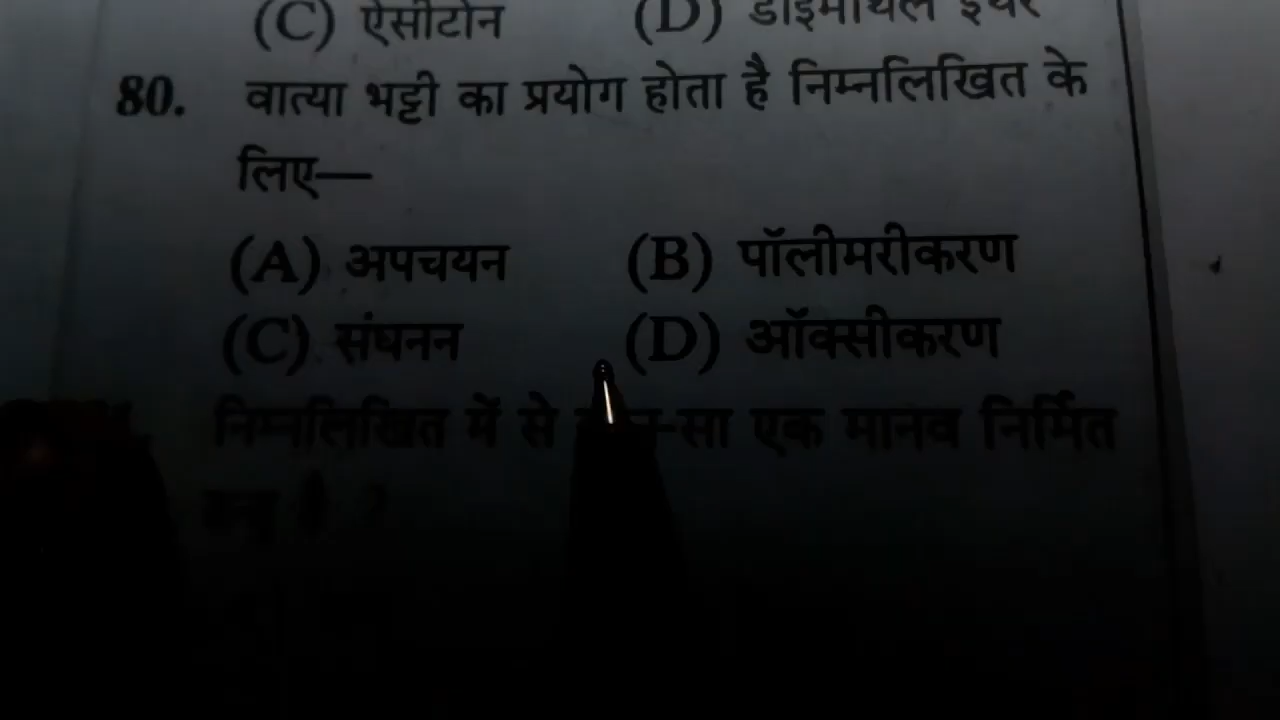 (C) ऐसीटोन (D) डाइमेथिल ईथर
80. वात्या भट्टी का प्रयोग होता है निम्नलिखित के
लिए—
(A) अपचयन (B) पॉलीमरीकरण
(C) संघनन (D) ऑक्सीकरण
निम्नलिखित में से सा एक मानव निर्मित